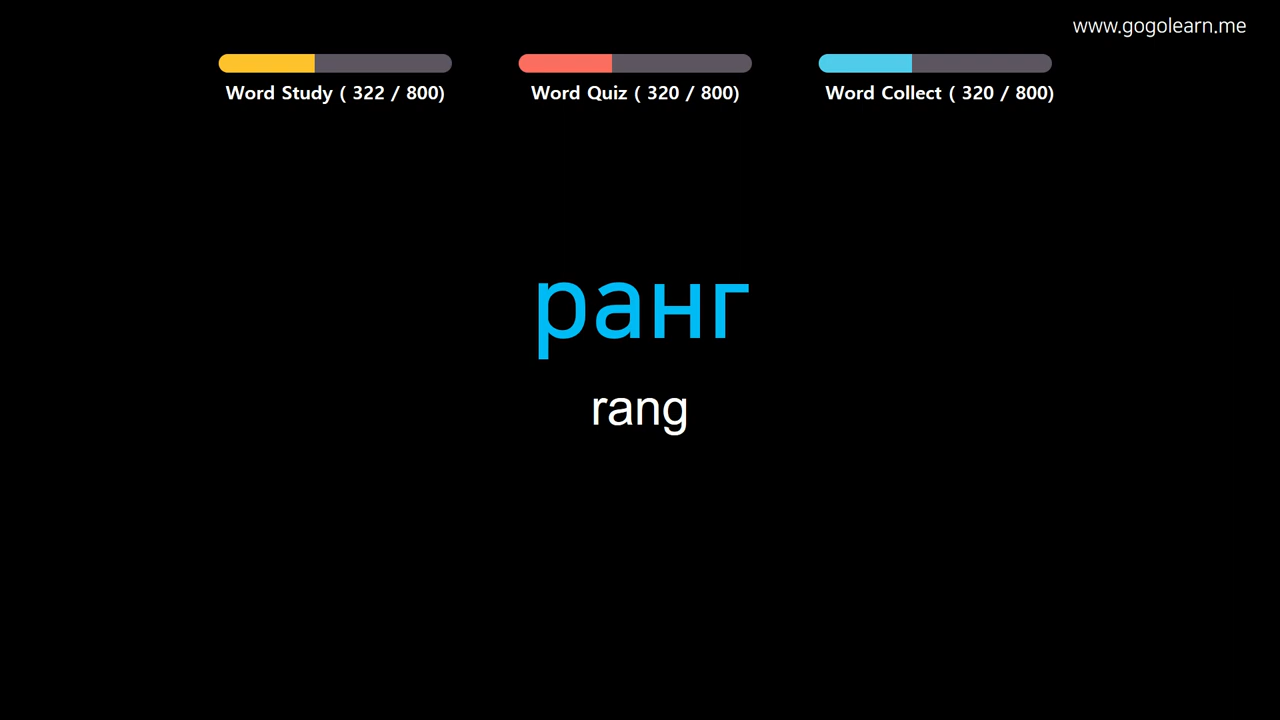 www.gogolearn.me
Word Study ( 322 / 800)
Word Quiz ( 320 / 800)
Word Collect ( 320 / 800)
ранг
rang